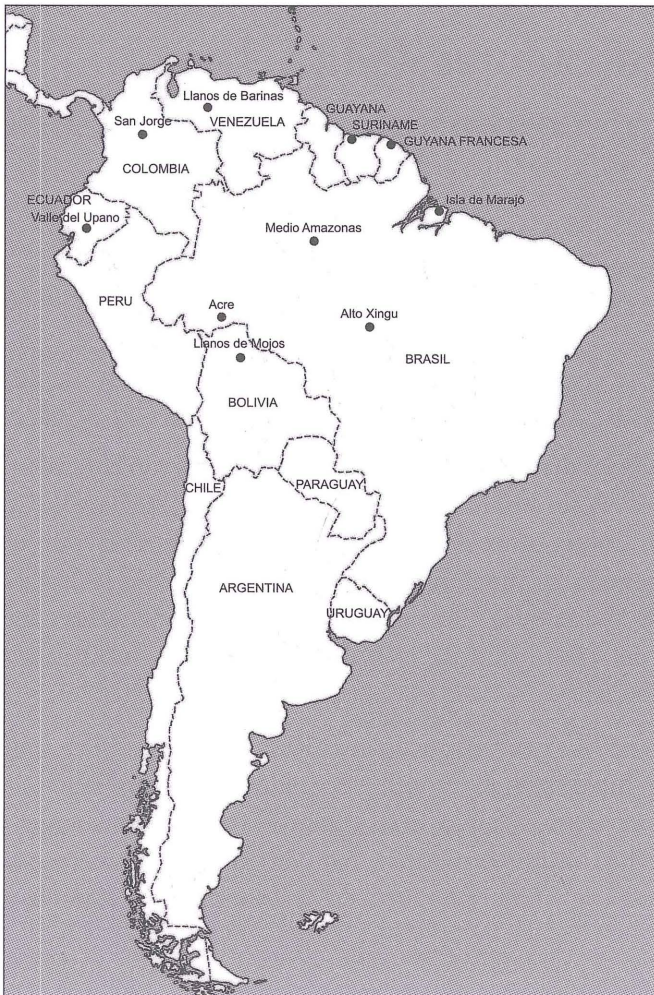 Llanos de Barinas
GUAYANA
San Jorge
VENEZUELA
SURINAME
GUYANA FRANCESA
COLOMBIA
ECUADOR
Isla de Marajó
Valle del Upano
Medio Amazonas
PERU
Acre
Alto Xingu
Llanos de Mojos
BRASIL
BOLIVIA
CHILE
PARAGUAY
ARGENTINA
URUGUAY